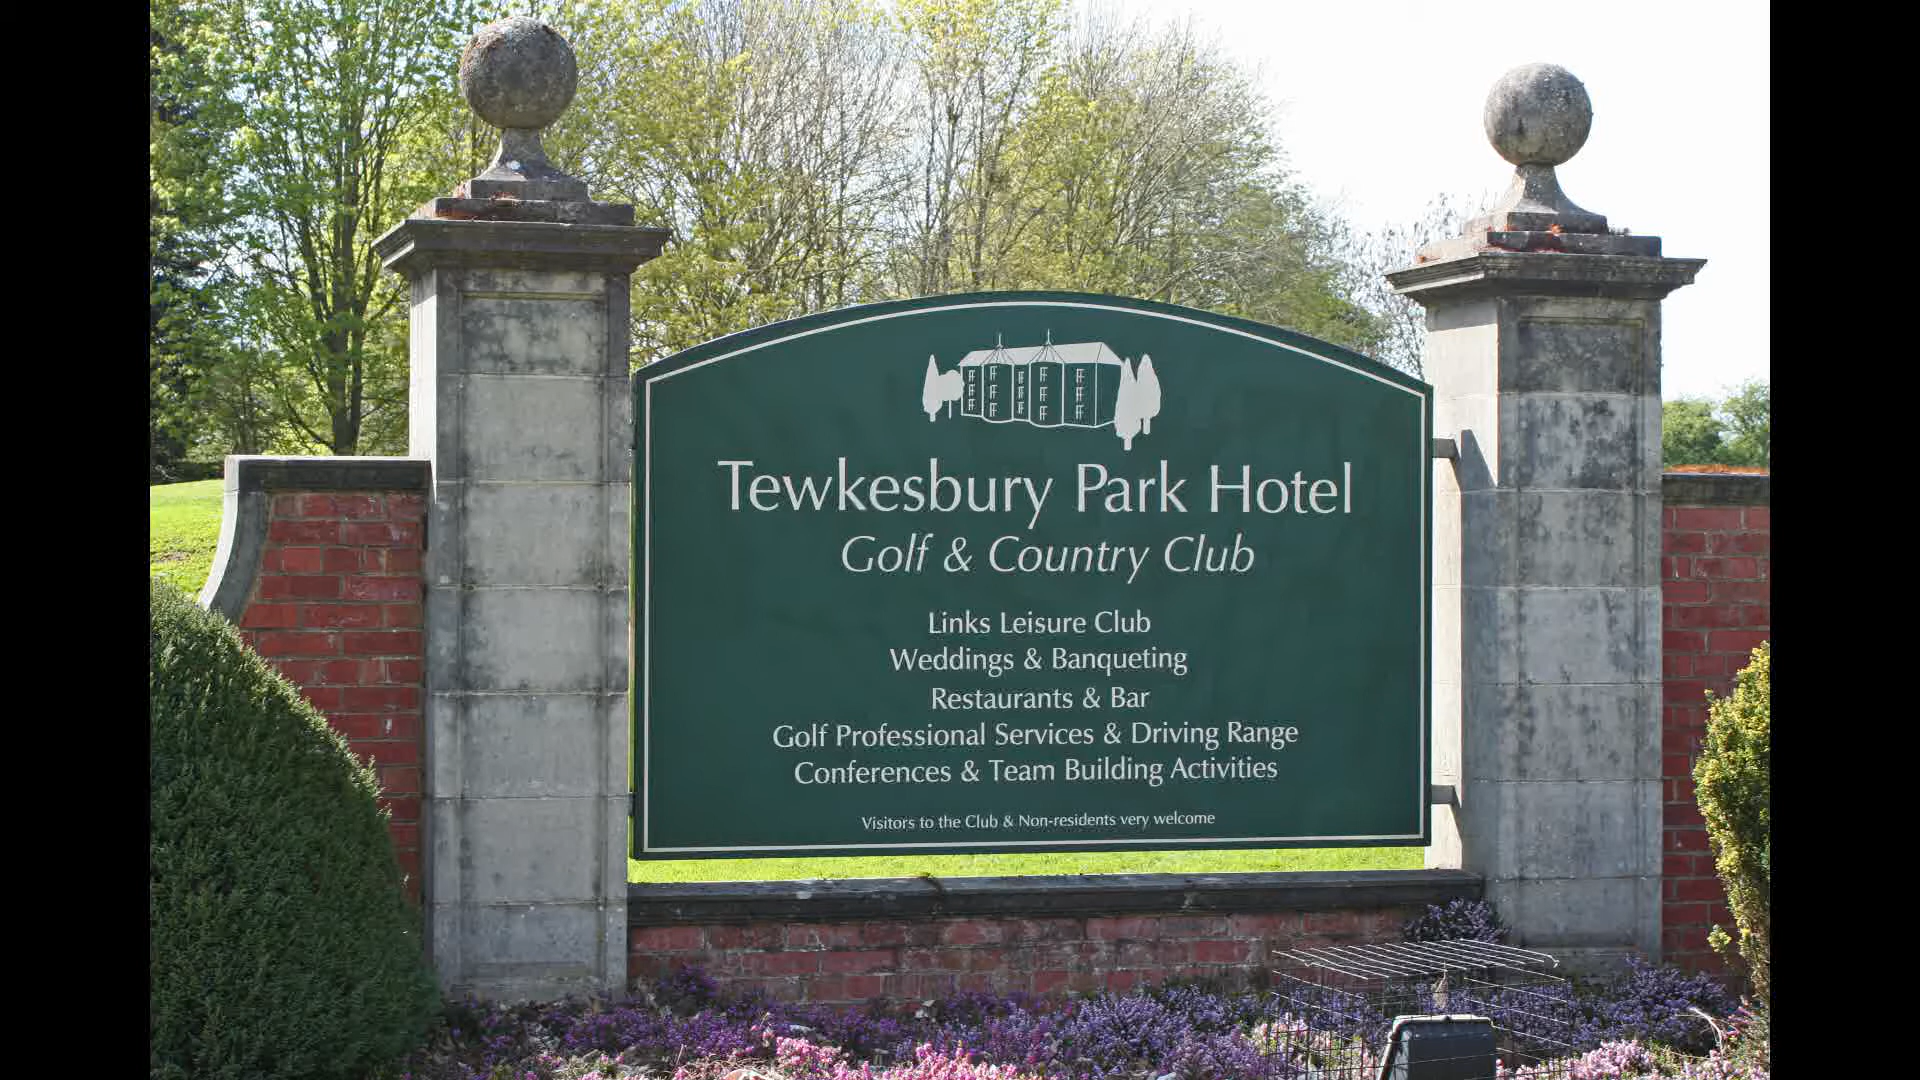 Tewkesbury Park Hotel
Golf & Country Club
Links Leisure Club
Weddings & Banqueting
Restaurants & Bar
Golf Professional Services & Driving Range
Conferences & Team Building Activities
Visitors to the Club & Non-residents very welcome